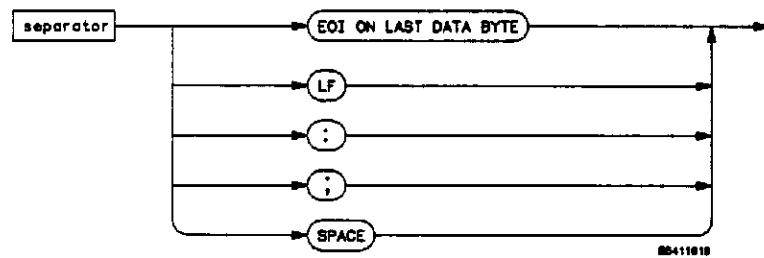 separator
EOI ON LAST DATA BYTE
LF
:
;
SPACE